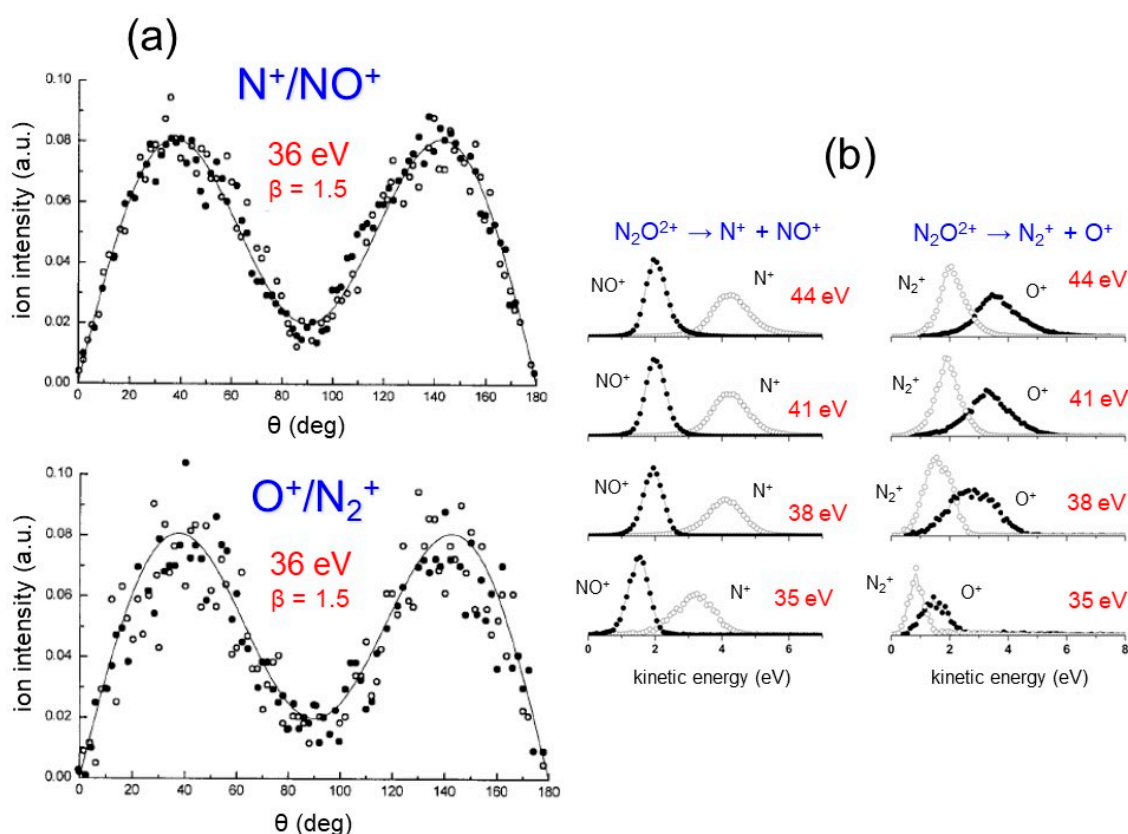 (a)
N⁺/NO⁺
36 eV
β = 1.5
ion intensity (a.u.)
0.10
0.08
0.06
0.04
0.02
0.00
0 20 40 60 80 100 120 140 160 180
θ (deg)
O⁺/N₂⁺
36 eV
β = 1.5
ion intensity (a.u.)
0.10
0.08
0.06
0.04
0.02
0.00
0 20 40 60 80 100 120 140 160 180
θ (deg)
(b)
N₂O²⁺ → N⁺ + NO⁺
NO⁺ N⁺ 44 eV
NO⁺ N⁺ 41 eV
NO⁺ N⁺ 38 eV
NO⁺ N⁺ 35 eV
0 2 4 6
kinetic energy (eV)
N₂O²⁺ → N₂⁺ + O⁺
N₂⁺ O⁺ 44 eV
N₂⁺ O⁺ 41 eV
N₂⁺ O⁺ 38 eV
N₂⁺ O⁺ 35 eV
0 2 4 6 8
kinetic energy (eV)